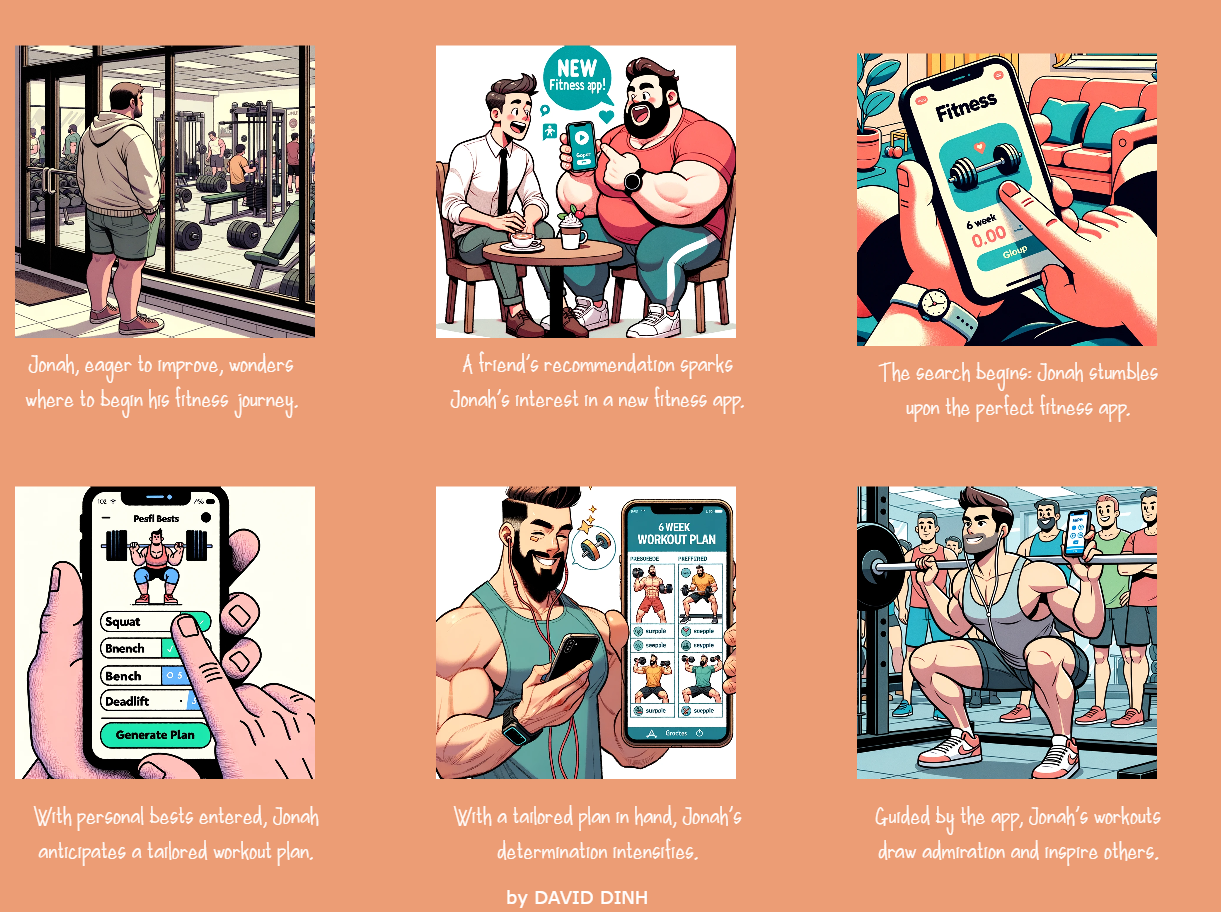 NEW
Fitness app!
Fitness
6 week
0.00
Gloup
Jonah, eager to improve, wonders
where to begin his fitness journey.
A friend's recommendation sparks
Jonah's interest in a new fitness app.
The search begins: Jonah stumbles
upon the perfect fitness app.
Pesfl Bests
Squat
Bnench
Bench
Deadlift
Generate Plan
6 WEEK
WORKOUT PLAN
With personal bests entered, Jonah
anticipates a tailored workout plan.
With a tailored plan in hand, Jonah's
determination intensifies.
Guided by the app, Jonah's workouts
draw admiration and inspire others.
by DAVID DINH